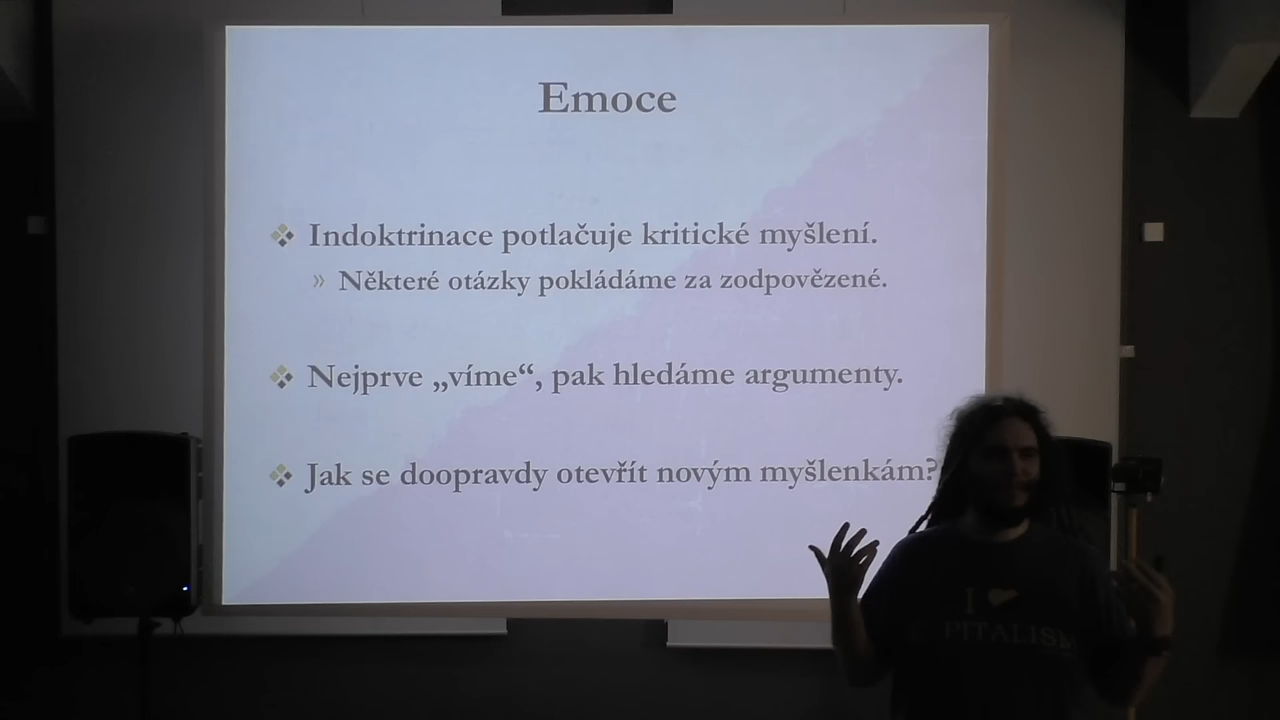 Emoce
Indoktrinace potlačuje kritické myšlení.
Některé otázky pokládáme za zodpovězené.
Nejprve „víme“, pak hledáme argumenty.
Jak se doopravdy otevřít novým myšlenkám?
I